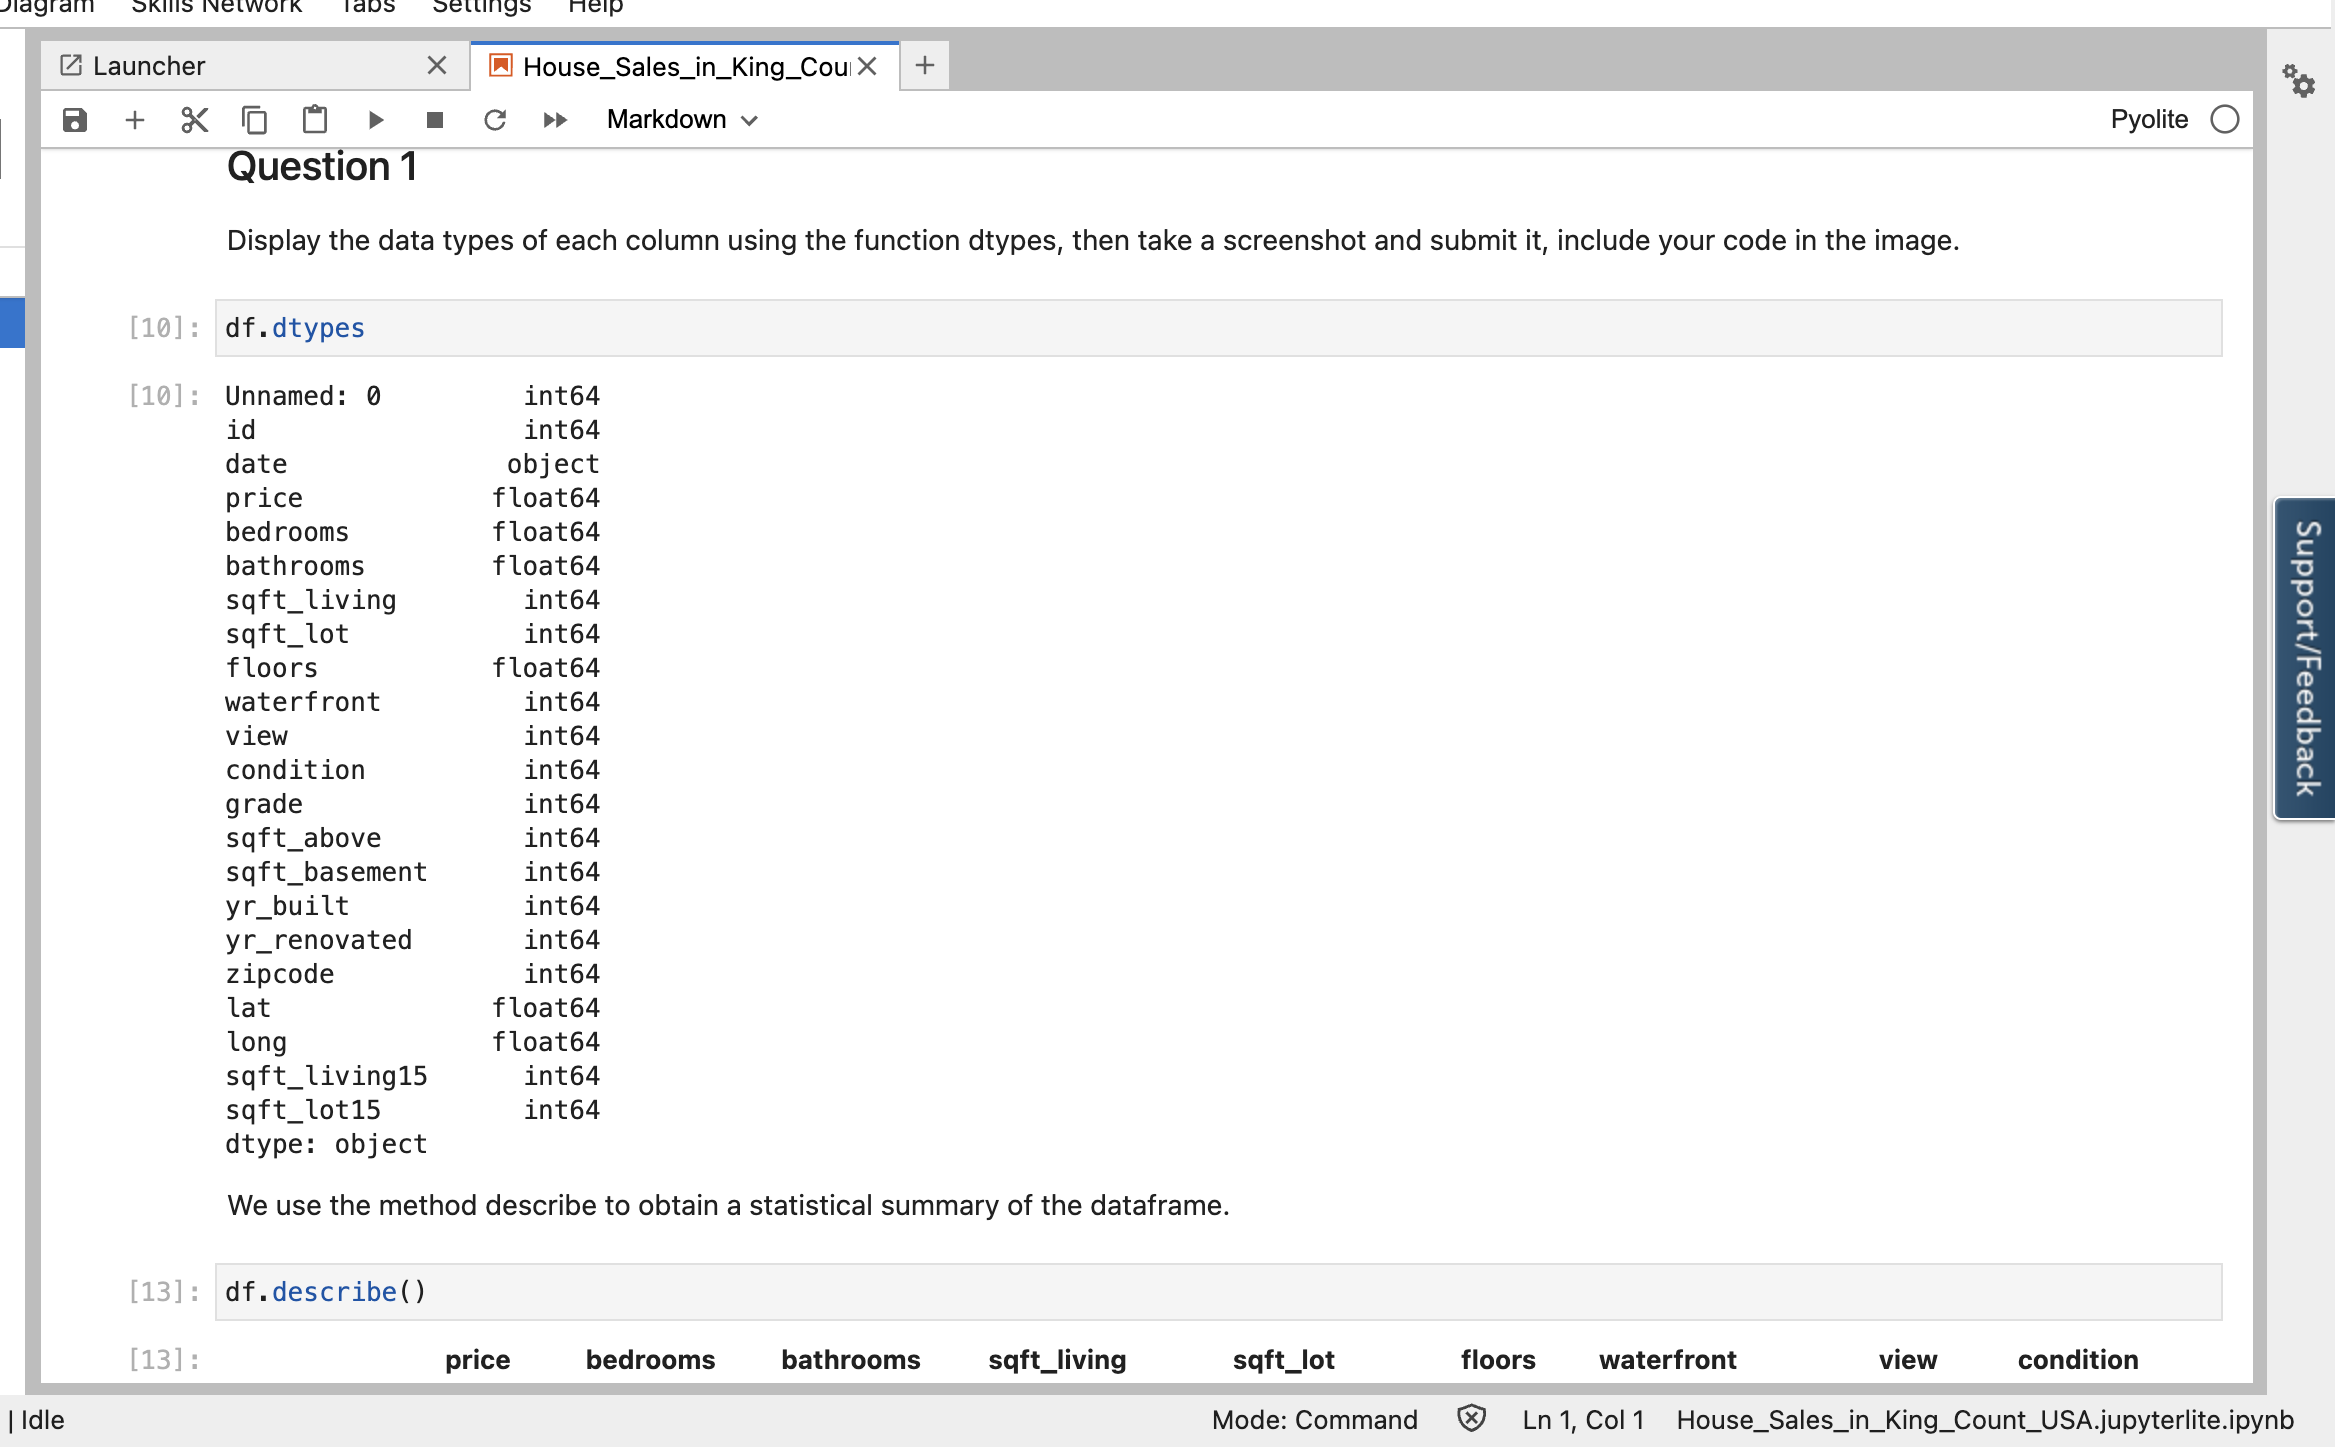 Diagram Skills Network Tabs Settings Help
Launcher House_Sales_in_King_Cou
Markdown Pyolite
Question 1
Display the data types of each column using the function dtypes, then take a screenshot and submit it, include your code in the image.
[10]: df.dtypes
[10]: Unnamed: 0 int64
id int64
date object
price float64
bedrooms float64
bathrooms float64
sqft_living int64
sqft_lot int64
floors float64
waterfront int64
view int64
condition int64
grade int64
sqft_above int64
sqft_basement int64
yr_built int64
yr_renovated int64
zipcode int64
lat float64
long float64
sqft_living15 int64
sqft_lot15 int64
dtype: object
We use the method describe to obtain a statistical summary of the dataframe.
[13]: df.describe()
[13]: price bedrooms bathrooms sqft_living sqft_lot floors waterfront view condition
Support/Feedback
| Idle Mode: Command Ln 1, Col 1 House_Sales_in_King_Count_USA.jupyterlite.ipynb